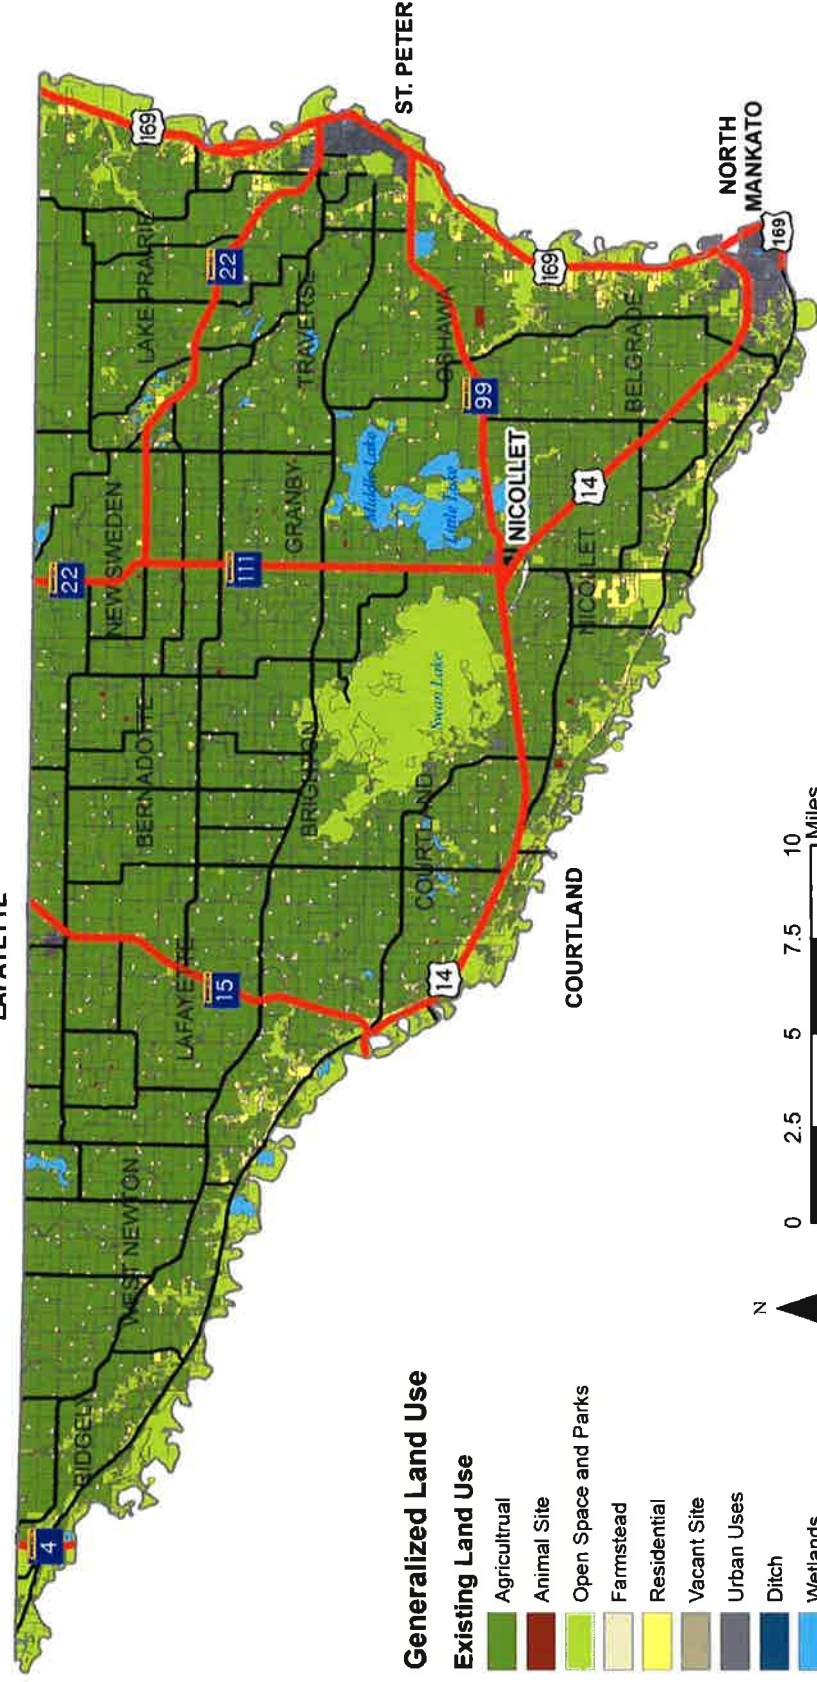 LAFAYETTE
22
169
LAKE PRARIE
22
NEW SWEDEN
BERNADOTTE
15
LAFAYETTE
WEST NEWTON
4
RIDGELY
TRAVERSE
ST. PETER
GRANBY
111
BRIGHTON
Middle Lake
Little Lake
OSHAWA
99
Swan Lake
COURTLAND
14
NICOLLET
169
14
BELGRADE
NICOLLET
NORTH
MANKATO
169
COURTLAND
Generalized Land Use
Existing Land Use
Agricultrual
Animal Site
Open Space and Parks
Farmstead
Residential
Vacant Site
Urban Uses
Ditch
Wetlands
N
0 2.5 5 7.5 10
Miles